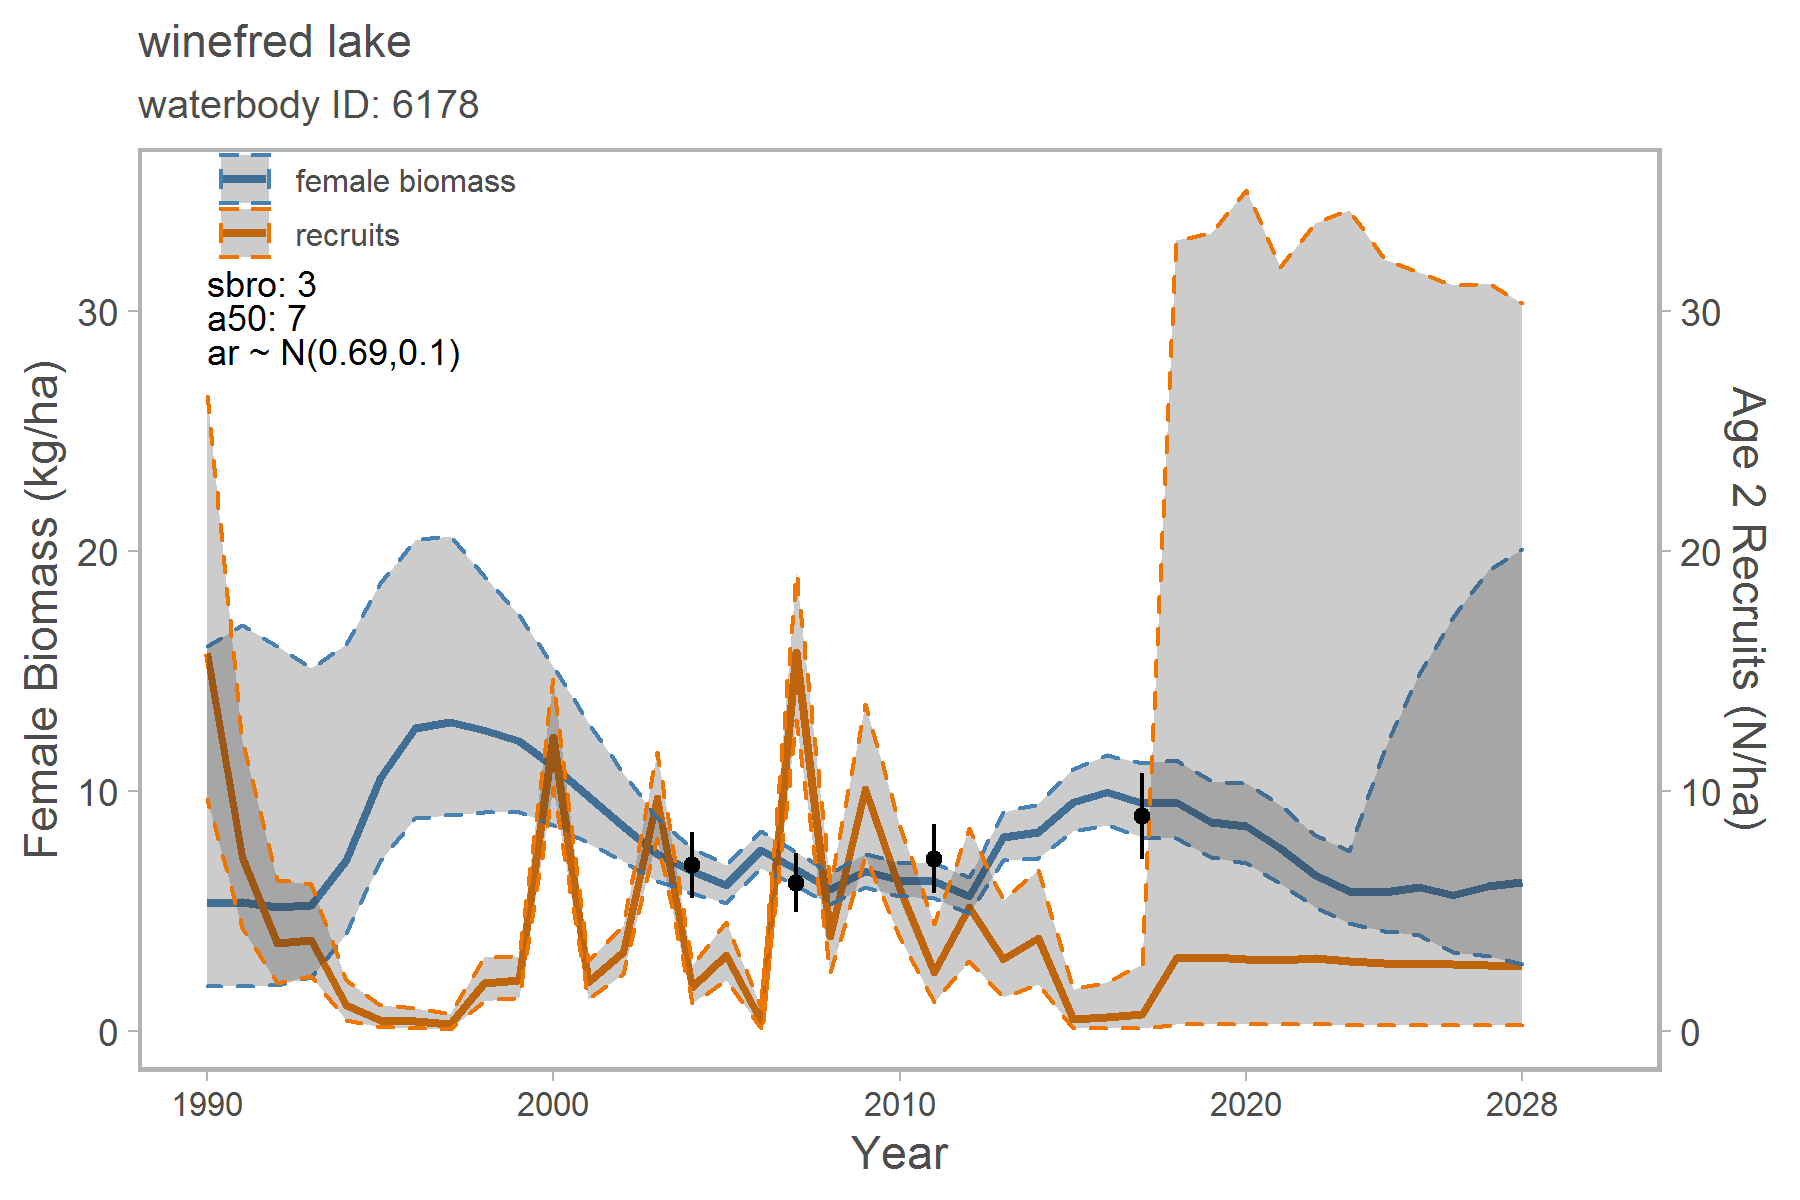 winefred lake
waterbody ID: 6178
female biomass
recruits
sbro: 3
a50: 7
ar ~ N(0.69,0.1)
Female Biomass (kg/ha)
30
20
10
0
30
20
10
0
Age 2 Recruits (N/ha)
1990
2000
2010
2020
2028
Year